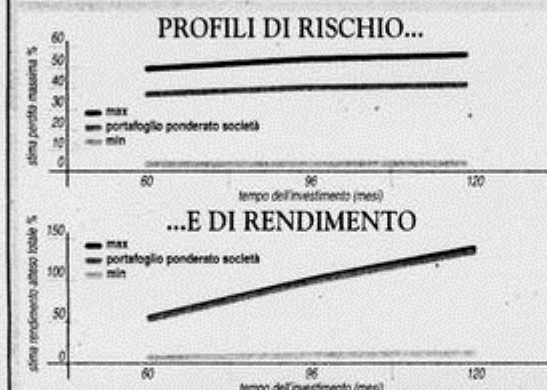 PROFILI DI RISCHIO...
stima perdita massima %
60
50
40
30
20
10
0
max
portafoglio ponderato società
min
60
96
120
tempo dell'investimento (mesi)
...E DI RENDIMENTO
stima rendimento atteso totale %
150
100
50
0
max
portafoglio ponderato società
min
60
96
120
tempo dell'investimento (mesi)